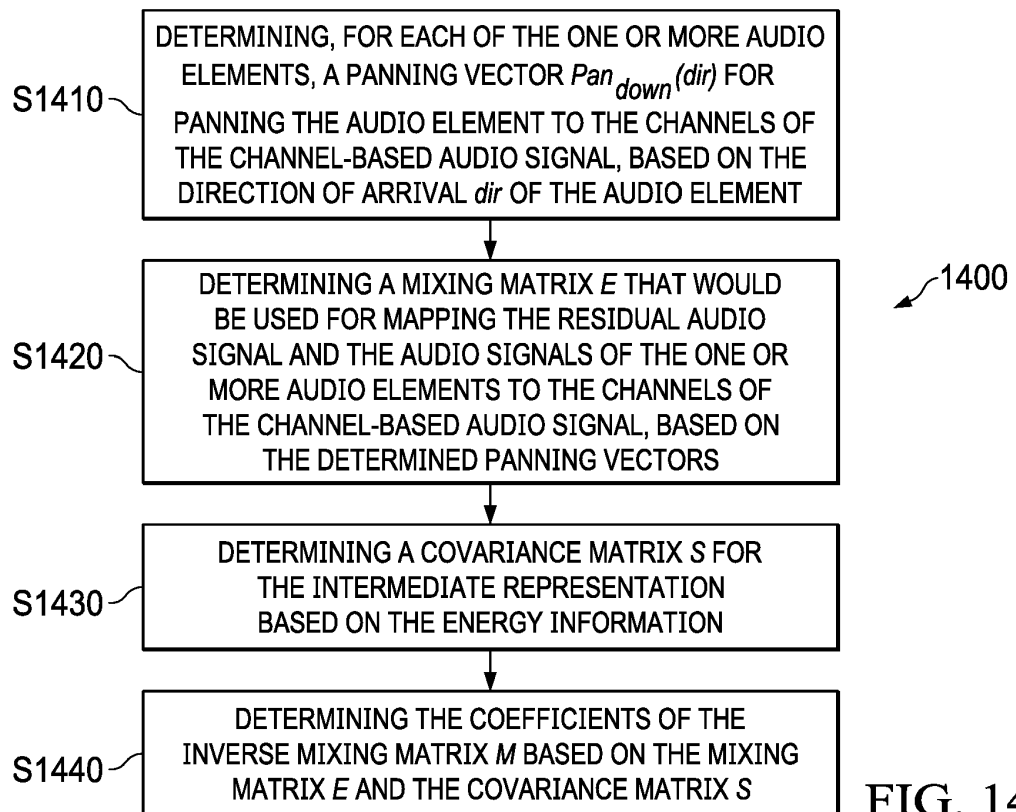 S1410
DETERMINING, FOR EACH OF THE ONE OR MORE AUDIO
ELEMENTS, A PANNING VECTOR Pan_down(dir) FOR
PANNING THE AUDIO ELEMENT TO THE CHANNELS OF
THE CHANNEL-BASED AUDIO SIGNAL, BASED ON THE
DIRECTION OF ARRIVAL dir OF THE AUDIO ELEMENT
1400
S1420
DETERMINING A MIXING MATRIX E THAT WOULD
BE USED FOR MAPPING THE RESIDUAL AUDIO
SIGNAL AND THE AUDIO SIGNALS OF THE ONE OR
MORE AUDIO ELEMENTS TO THE CHANNELS OF
THE CHANNEL-BASED AUDIO SIGNAL, BASED ON
THE DETERMINED PANNING VECTORS
S1430
DETERMINING A COVARIANCE MATRIX S FOR
THE INTERMEDIATE REPRESENTATION
BASED ON THE ENERGY INFORMATION
S1440
DETERMINING THE COEFFICIENTS OF THE
INVERSE MIXING MATRIX M BASED ON THE MIXING
MATRIX E AND THE COVARIANCE MATRIX S
FIG. 14